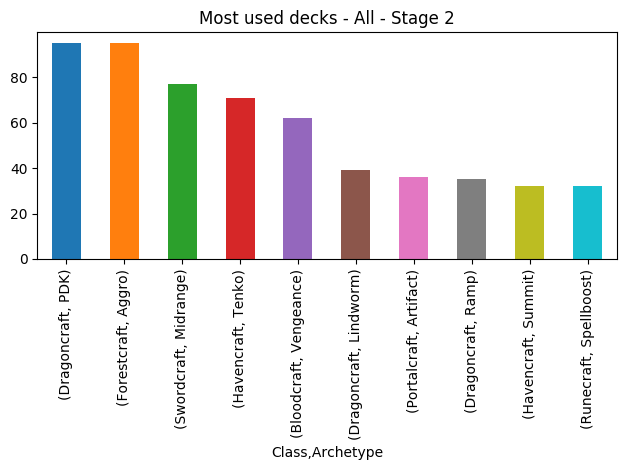 Most used decks - All - Stage 2
80
60
40
20
0
(Dragoncraft, PDK)
(Forestcraft, Aggro)
(Swordcraft, Midrange)
(Havencraft, Tenko)
(Bloodcraft, Vengeance)
(Dragoncraft, Lindworm)
(Portalcraft, Artifact)
(Dragoncraft, Ramp)
(Havencraft, Summit)
(Runecraft, Spellboost)
Class,Archetype